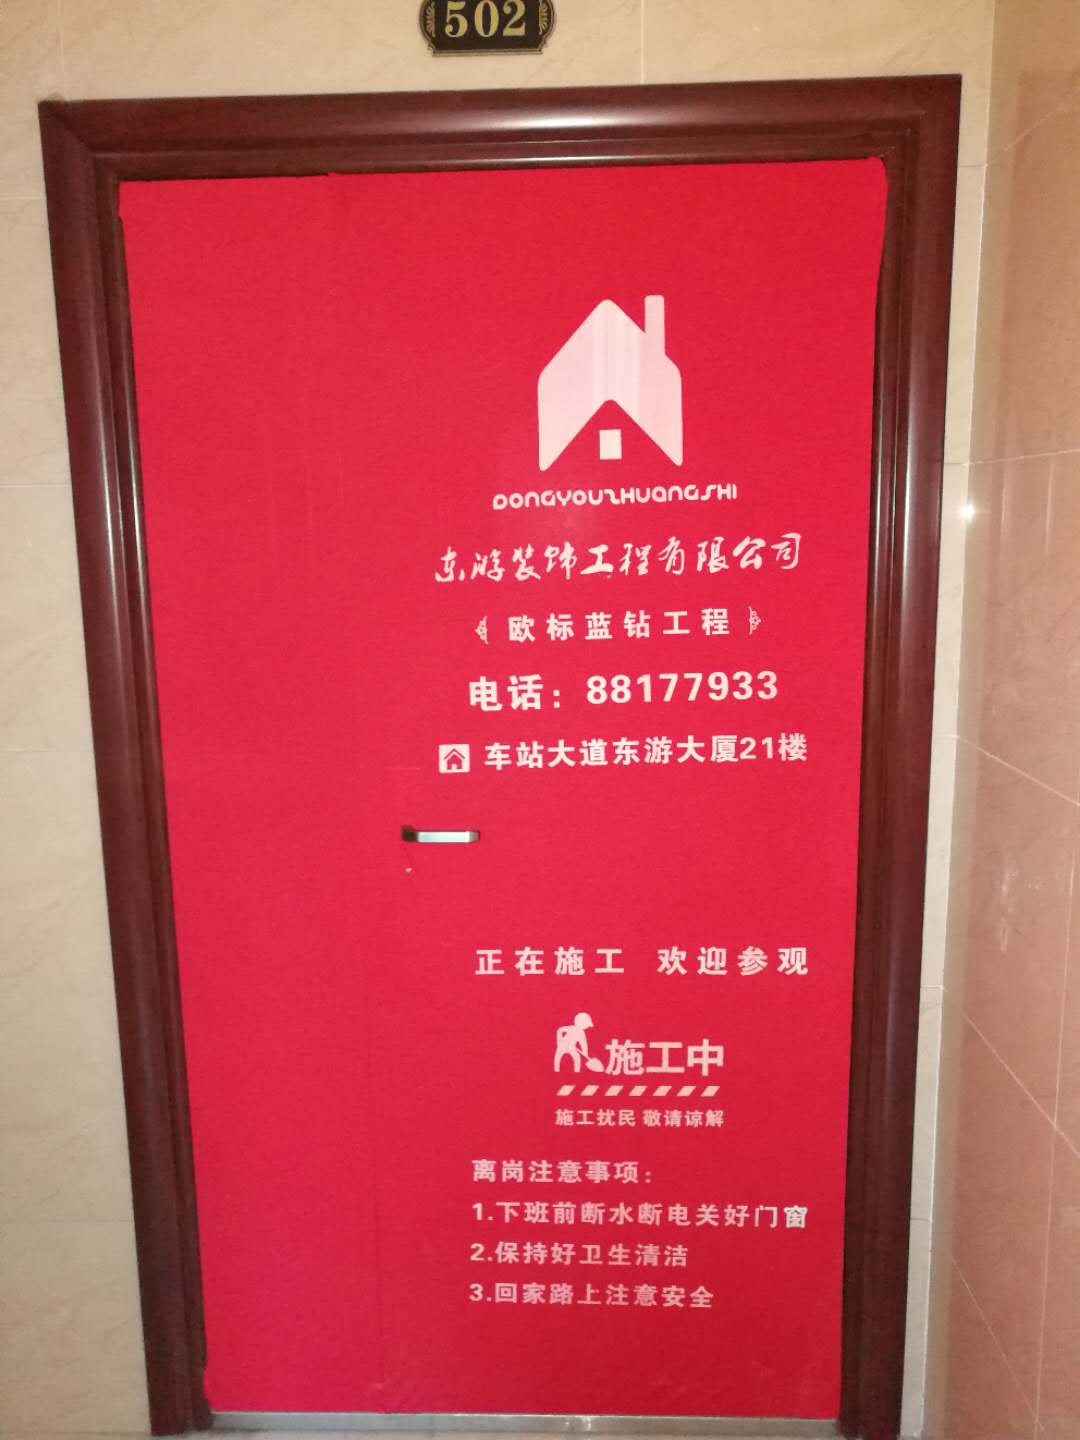 502
DONGYOUZHUANGSHI
东游装饰工程有限公司
欧标蓝钻工程
电话：88177933
车站大道东游大厦21楼
正在施工 欢迎参观
施工中
施工扰民 敬请谅解
离岗注意事项：
1.下班前断水断电关好门窗
2.保持好卫生清洁
3.回家路上注意安全